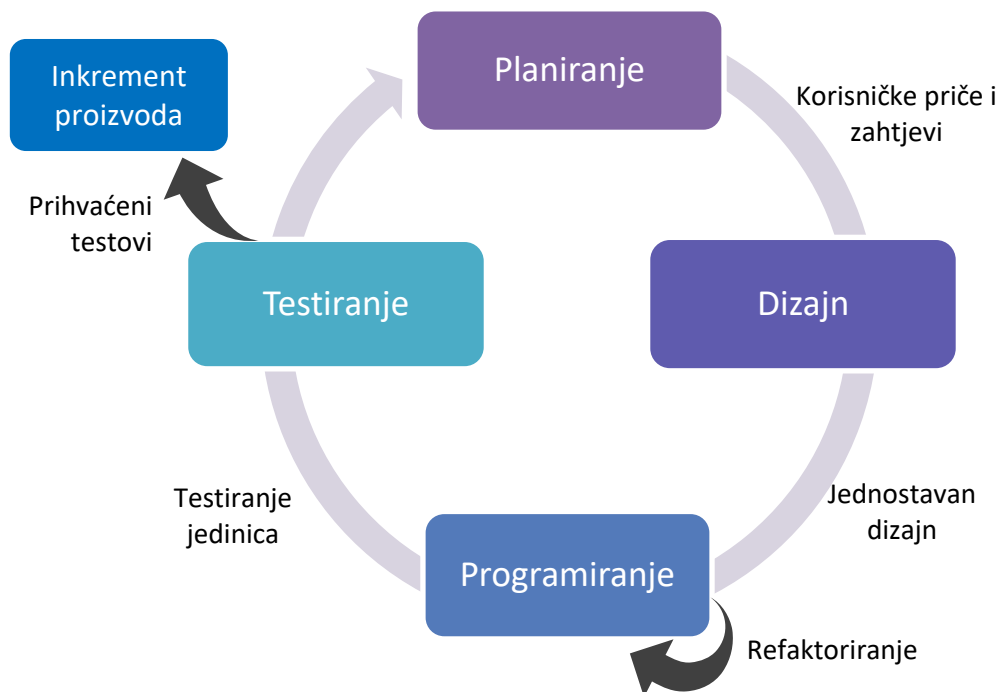 Planiranje
Inkrement
proizvoda
Korisničke priče i
zahtjevi
Prihvaćeni
testovi
Testiranje
Dizajn
Testiranje
jedinica
Jednostavan
dizajn
Programiranje
Refaktoriranje